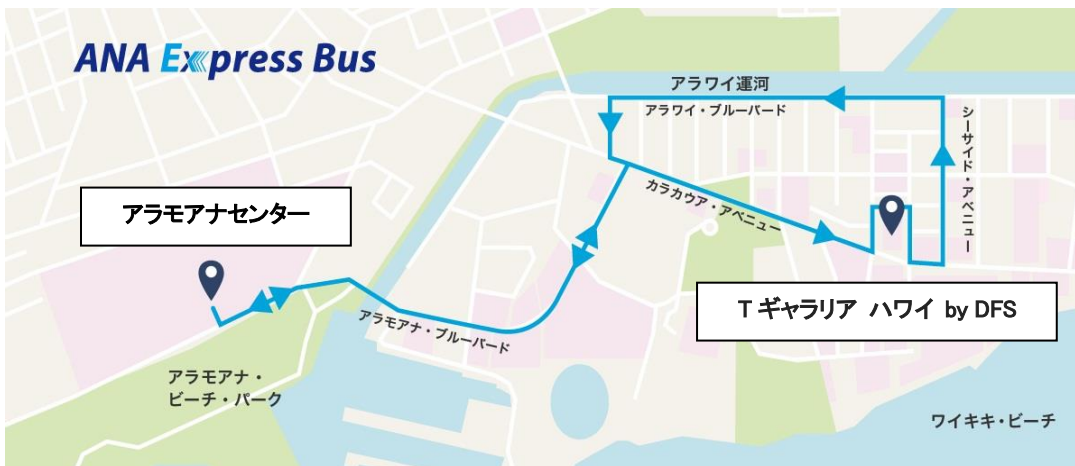 ANA Express Bus
アラワイ運河
アラワイ・ブルーバード
シーサイド・アベニュー
カラカウア・アベニュー
アラモアナセンター
Tギャラリア ハワイ by DFS
アラモアナ・ブルーバード
アラモアナ・
ビーチ・パーク
ワイキキ・ビーチ